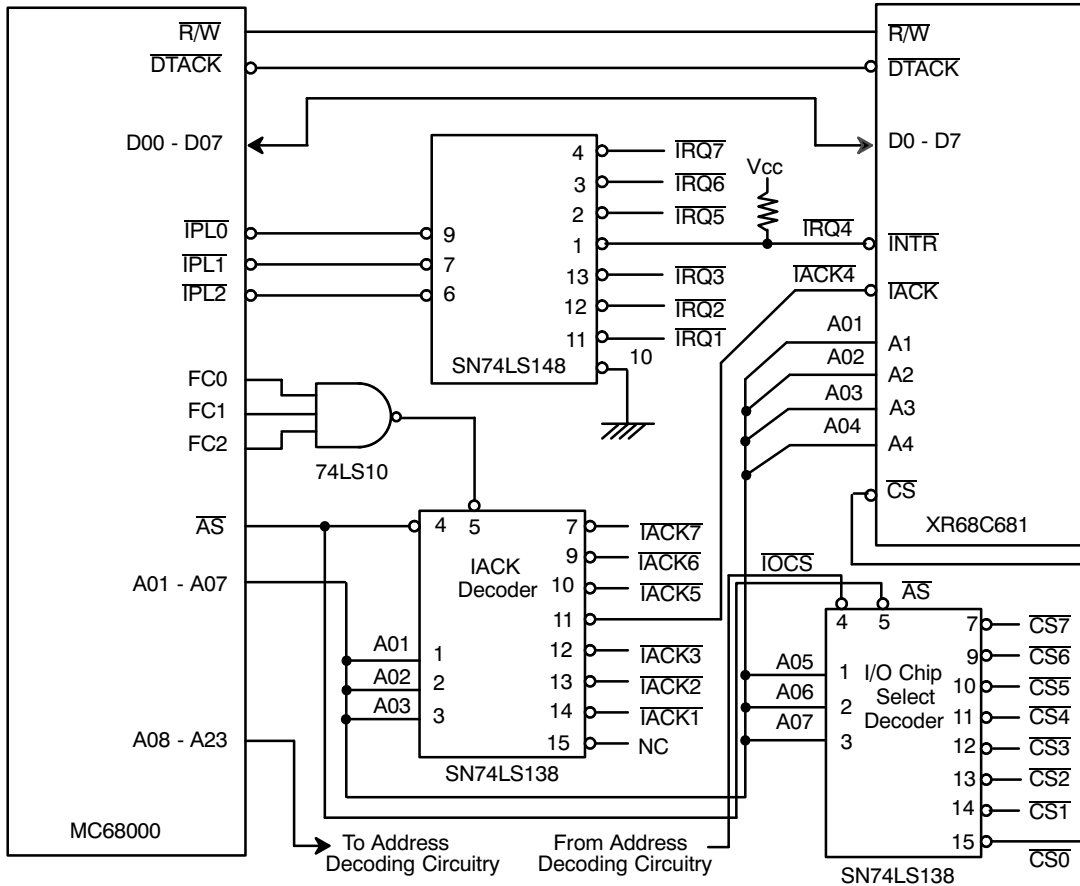 R/W
DTACK
D00 - D07
IPL0
IPL1
IPL2
FC0
FC1
FC2
AS
A01 - A07
A08 - A23
MC68000
9
7
6
4
3
2
1
13
12
11
10
SN74LS148
IRQ7
IRQ6
IRQ5
IRQ4
IRQ3
IRQ2
IRQ1
Vcc
74LS10
4
5
IACK
Decoder
A01
A02
A03
1
2
3
7
9
10
11
12
13
14
15
IACK7
IACK6
IACK5
IACK3
IACK2
IACK1
NC
SN74LS138
To Address
Decoding Circuitry
From Address
Decoding Circuitry
IACK4
A01
A02
A03
A04
R/W
DTACK
D0 - D7
INTR
IACK
A1
A2
A3
A4
CS
XR68C681
IOCS
AS
4
5
A05
A06
A07
1
2
3
I/O Chip
Select
Decoder
7
9
10
11
12
13
14
15
CS7
CS6
CS5
CS4
CS3
CS2
CS1
CS0
SN74LS138